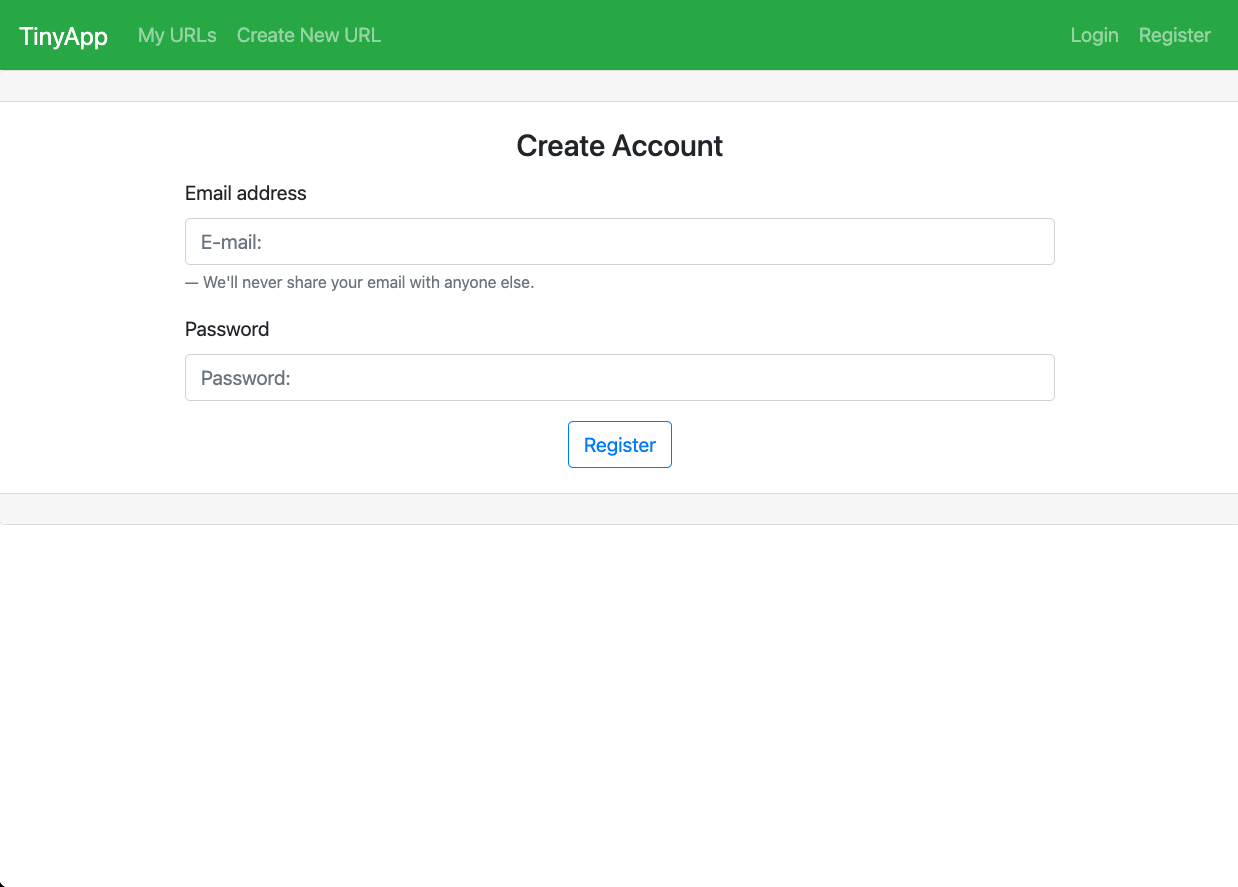 TinyApp My URLs Create New URL Login Register
Create Account
Email address
E-mail:
— We'll never share your email with anyone else.
Password
Password:
Register